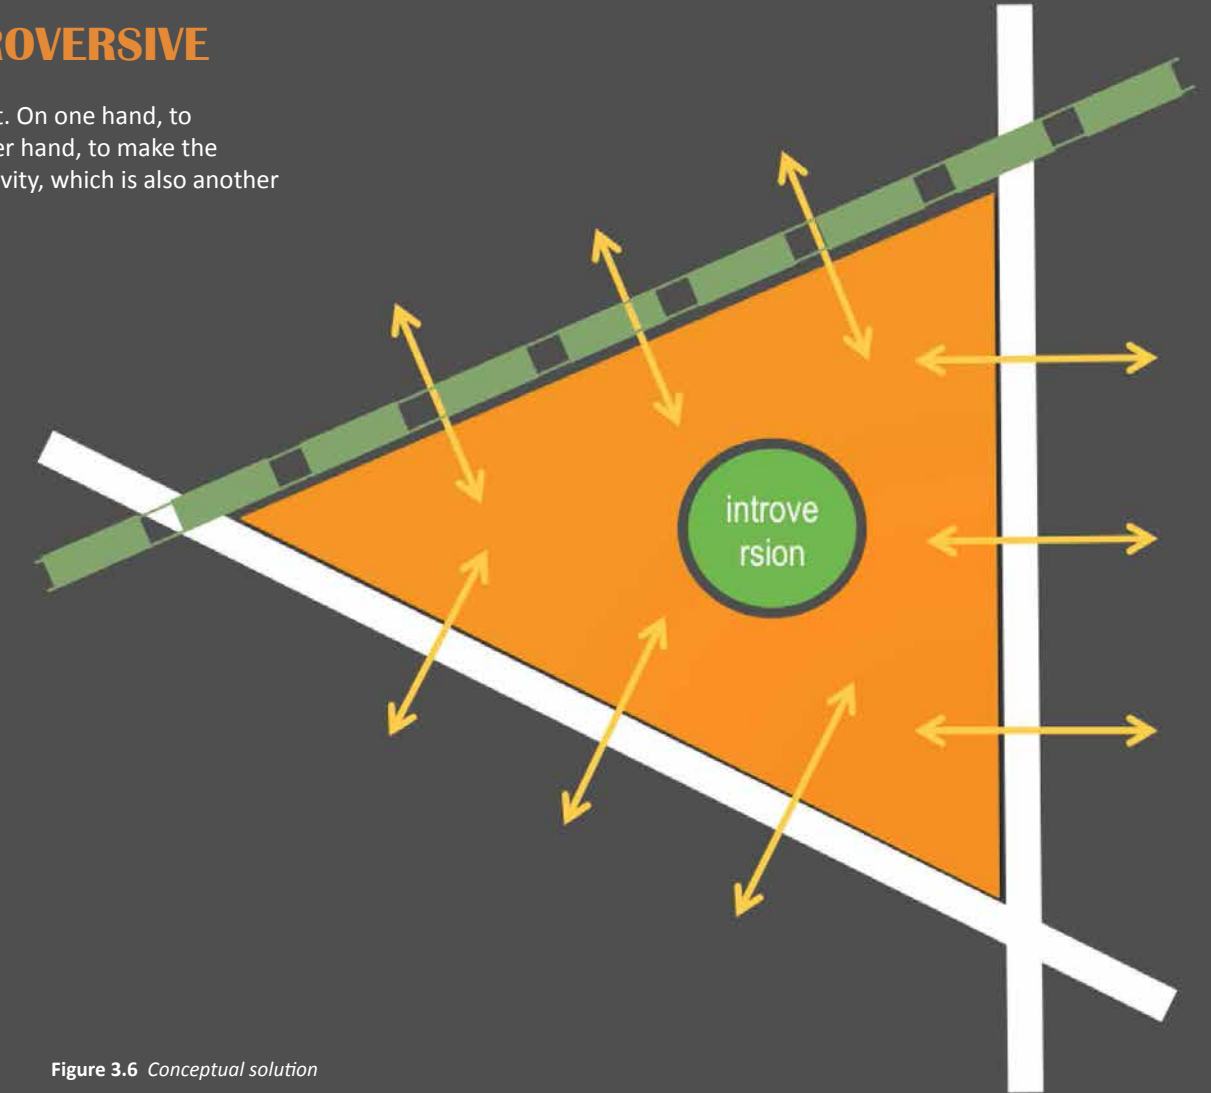 ROVERSIVE
t. On one hand, to
er hand, to make the
vity, which is also another
introve
rsion
Figure 3.6 Conceptual solution